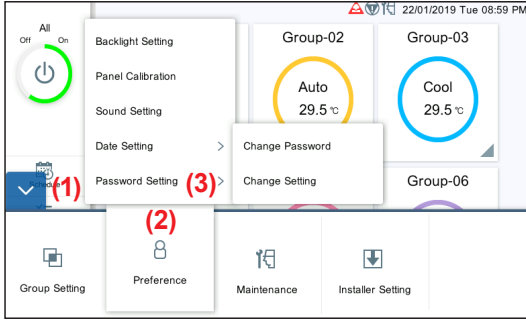 22/01/2019 Tue 08:59 PM
All
Off On
Backlight Setting
Panel Calibration
Sound Setting
Date Setting >
Password Setting (3) >
Change Password
Change Setting
Group-02
Auto
29.5 °C
Group-03
Cool
29.5 °C
Group-06
Schedule
(1)
(2)
Group Setting
Preference
Maintenance
Installer Setting